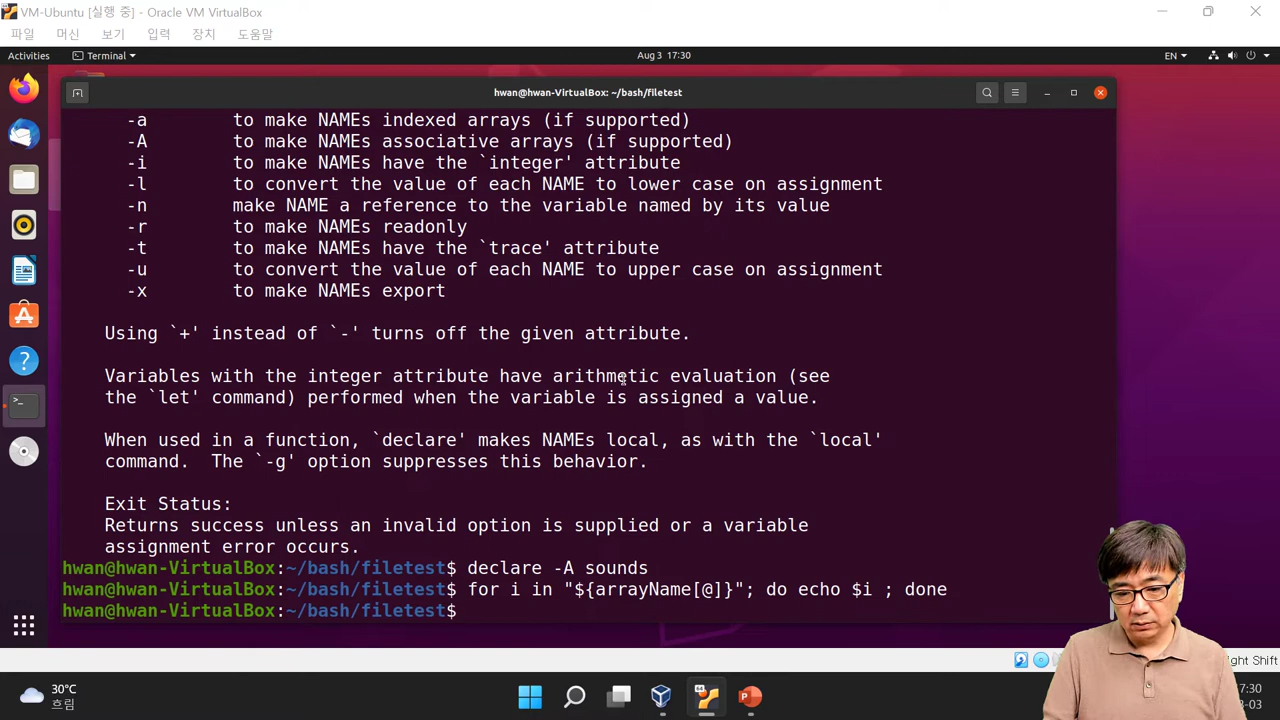 VM-Ubuntu [실행 중] - Oracle VM VirtualBox
파일 머신 보기 입력 장치 도움말
Activities Terminal Aug 3 17:30 EN
hwan@hwan-VirtualBox: ~/bash/filetest
-a to make NAMEs indexed arrays (if supported)
-A to make NAMEs associative arrays (if supported)
-i to make NAMEs have the `integer' attribute
-l to convert the value of each NAME to lower case on assignment
-n make NAME a reference to the variable named by its value
-r to make NAMEs readonly
-t to make NAMEs have the `trace' attribute
-u to convert the value of each NAME to upper case on assignment
-x to make NAMEs export
Using `+' instead of `-' turns off the given attribute.
Variables with the integer attribute have arithmetic evaluation (see
the `let' command) performed when the variable is assigned a value.
When used in a function, `declare' makes NAMEs local, as with the `local'
command.  The `-g' option suppresses this behavior.
Exit Status:
Returns success unless an invalid option is supplied or a variable
assignment error occurs.
hwan@hwan-VirtualBox:~/bash/filetest$ declare -A sounds
hwan@hwan-VirtualBox:~/bash/filetest$ for i in "${arrayName[@]}"; do echo $i ; done
hwan@hwan-VirtualBox:~/bash/filetest$
ght Shift
30°C
흐림
17:30
-03